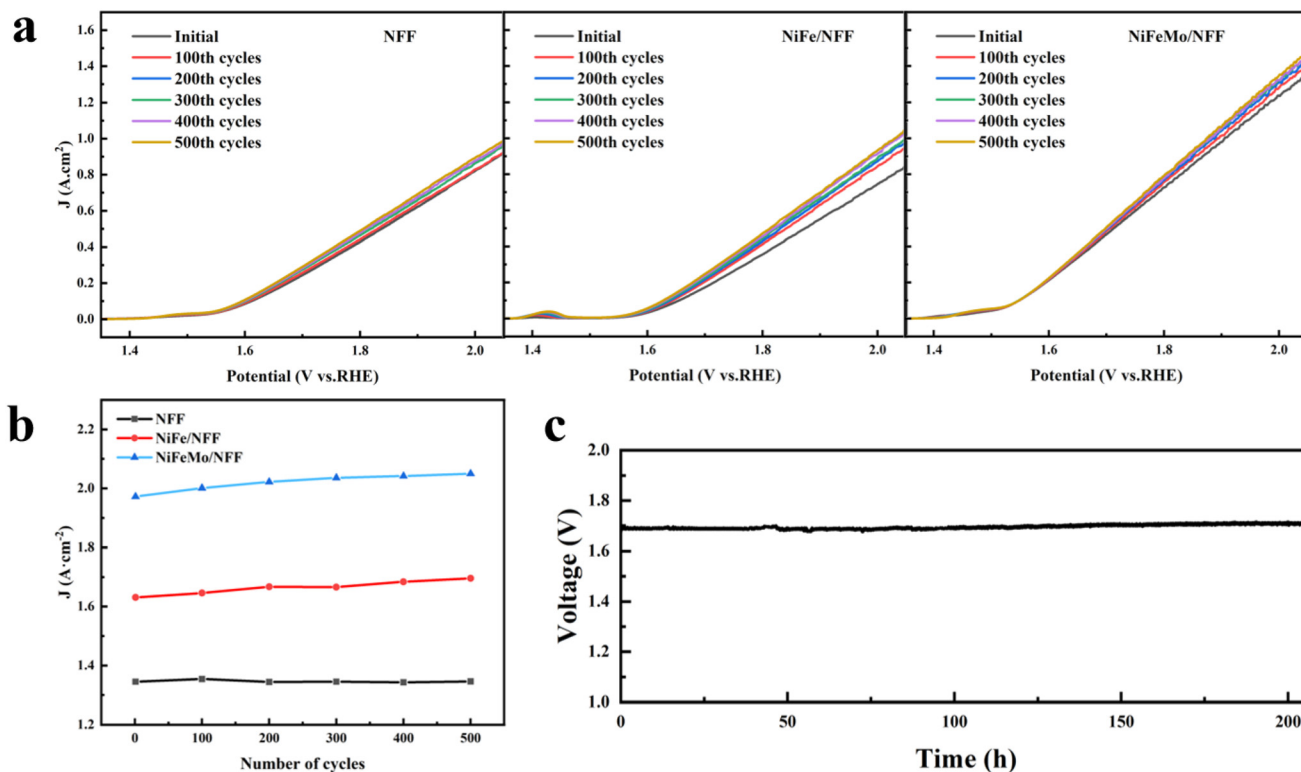 a
NFF
Initial
100th cycles
200th cycles
300th cycles
400th cycles
500th cycles
NiFe/NFF
Initial
100th cycles
200th cycles
300th cycles
400th cycles
500th cycles
NiFeMo/NFF
Initial
100th cycles
200th cycles
300th cycles
400th cycles
500th cycles
J (A.cm²)
1.6
1.4
1.2
1.0
0.8
0.6
0.4
0.2
0.0
1.4 1.6 1.8 2.0
1.4 1.6 1.8 2.0
1.4 1.6 1.8 2.0
Potential (V vs.RHE)
Potential (V vs.RHE)
Potential (V vs.RHE)
b
NFF
NiFe/NFF
NiFeMo/NFF
J (A·cm⁻²)
2.2
2.0
1.8
1.6
1.4
1.2
0 100 200 300 400 500
Number of cycles
c
Voltage (V)
2.0
1.8
1.6
1.4
1.2
1.0
0 50 100 150 200
Time (h)